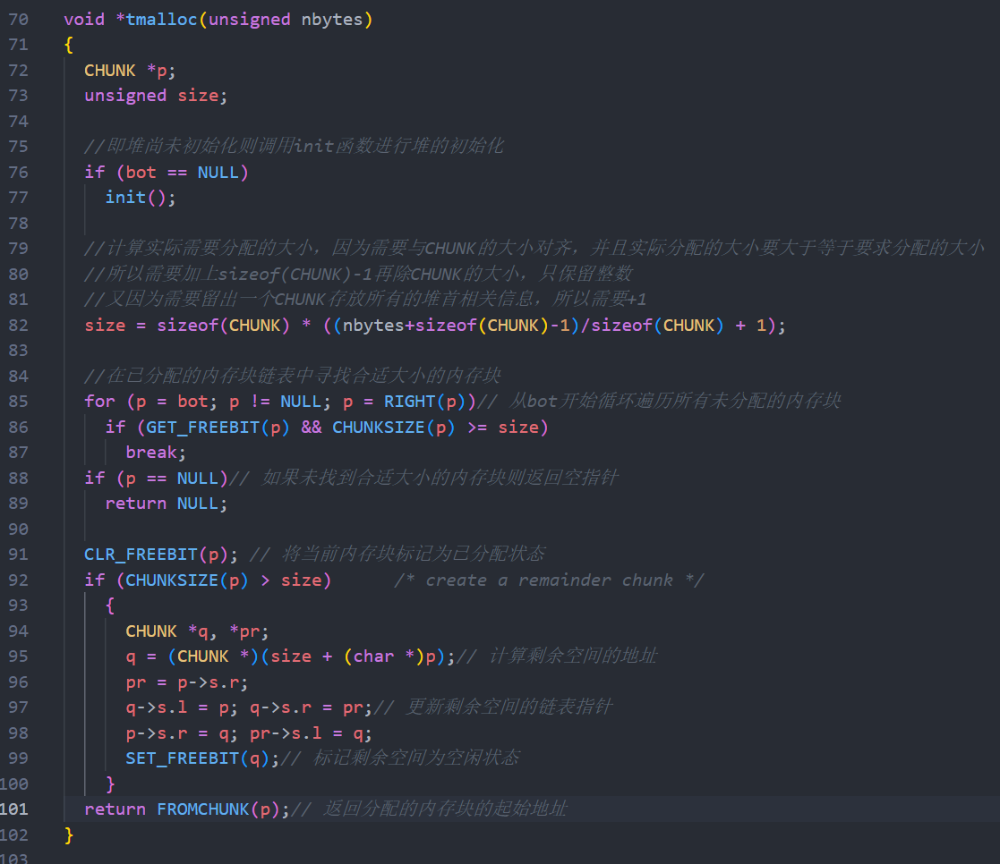 70 void *tmalloc(unsigned nbytes)
71 {
72 CHUNK *p;
73 unsigned size;
74
75 //即堆尚未初始化则调用init函数进行堆的初始化
76 if (bot == NULL)
77 init();
78
79 //计算实际需要分配的大小，因为需要与CHUNK的大小对齐，并且实际分配的大小要大于等于要求分配的大小
80 //所以需要加上sizeof(CHUNK)-1再除CHUNK的大小，只保留整数
81 //又因为需要留出一个CHUNK存放所有的堆首相关信息，所以需要+1
82 size = sizeof(CHUNK) * ((nbytes+sizeof(CHUNK)-1)/sizeof(CHUNK) + 1);
83
84 //在已分配的内存块链表中寻找合适大小的内存块
85 for (p = bot; p != NULL; p = RIGHT(p))// 从bot开始循环遍历所有未分配的内存块
86 if (GET_FREEBIT(p) && CHUNKSIZE(p) >= size)
87 break;
88 if (p == NULL)// 如果未找到合适大小的内存块则返回空指针
89 return NULL;
90
91 CLR_FREEBIT(p); // 将当前内存块标记为已分配状态
92 if (CHUNKSIZE(p) > size) /* create a remainder chunk */
93 {
94 CHUNK *q, *pr;
95 q = (CHUNK *)(size + (char *)p);// 计算剩余空间的地址
96 pr = p->s.r;
97 q->s.l = p; q->s.r = pr;// 更新剩余空间的链表指针
98 p->s.r = q; pr->s.l = q;
99 SET_FREEBIT(q);// 标记剩余空间为空闲状态
100 }
101 return FROMCHUNK(p);// 返回分配的内存块的起始地址
102 }
103